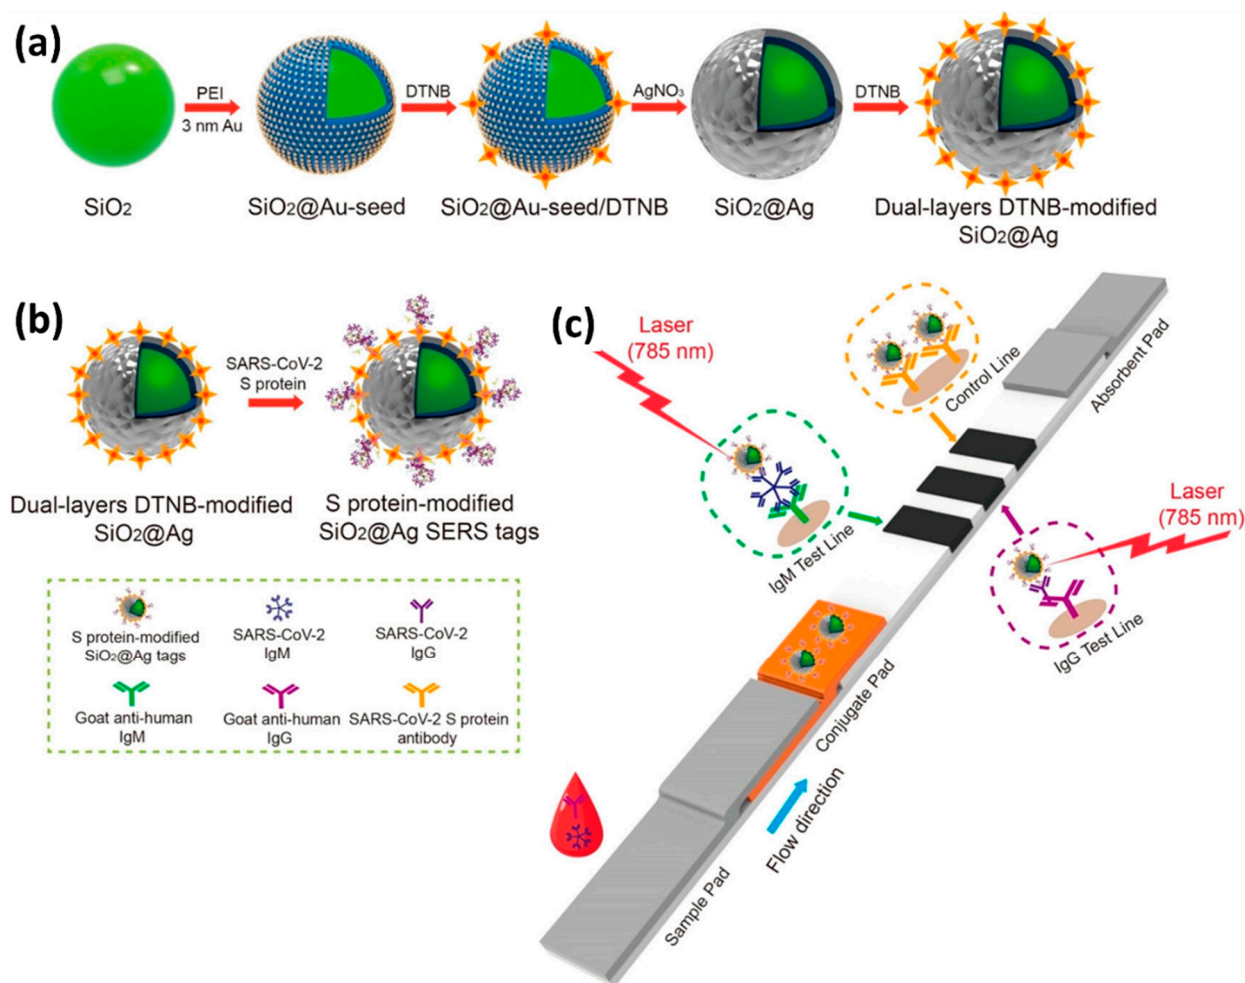 (a)
PEI
3 nm Au
DTNB
AgNO₃
DTNB
SiO₂
SiO₂@Au-seed
SiO₂@Au-seed/DTNB
SiO₂@Ag
Dual-layers DTNB-modified
SiO₂@Ag
(b)
SARS-CoV-2
S protein
Dual-layers DTNB-modified
SiO₂@Ag
S protein-modified
SiO₂@Ag SERS tags
S protein-modified
SiO₂@Ag tags
SARS-CoV-2
IgM
SARS-CoV-2
IgG
Goat anti-human
IgM
Goat anti-human
IgG
SARS-CoV-2 S protein
antibody
(c)
Laser
(785 nm)
Control Line
Absorbent Pad
IgM Test Line
Laser
(785 nm)
IgG Test Line
Conjugate Pad
Flow direction
Sample Pad